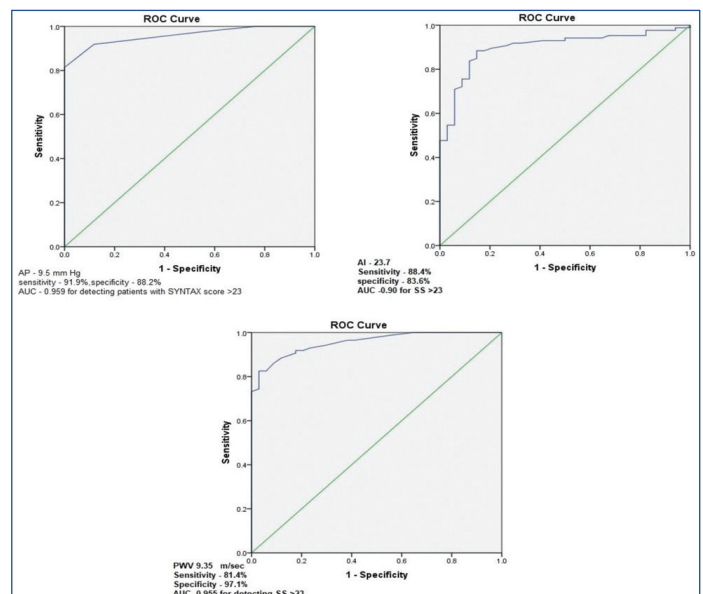 ROC Curve
1.0
0.8
0.6
0.4
0.2
0.0
Sensitivity
0.0 0.2 0.4 0.6 0.8 1.0
1 - Specificity
AP - 9.5 mm Hg
sensitivity - 91.9%,specificity - 88.2%
AUC - 0.959 for detecting patients with SYNTAX score >23
ROC Curve
1.0
0.8
0.6
0.4
0.2
0.0
Sensitivity
0.0 0.2 0.4 0.6 0.8 1.0
1 - Specificity
AI - 23.7
Sensitivity - 88.4%
specificity - 83.6%
AUC -0.90 for SS >23
ROC Curve
1.0
0.8
0.6
0.4
0.2
0.0
Sensitivity
0.0 0.2 0.4 0.6 0.8 1.0
1 - Specificity
PWV 9.35 m/sec
Sensitivity - 81.4%
Specificity - 97.1%
AUC -0.955 for detecting SS >23